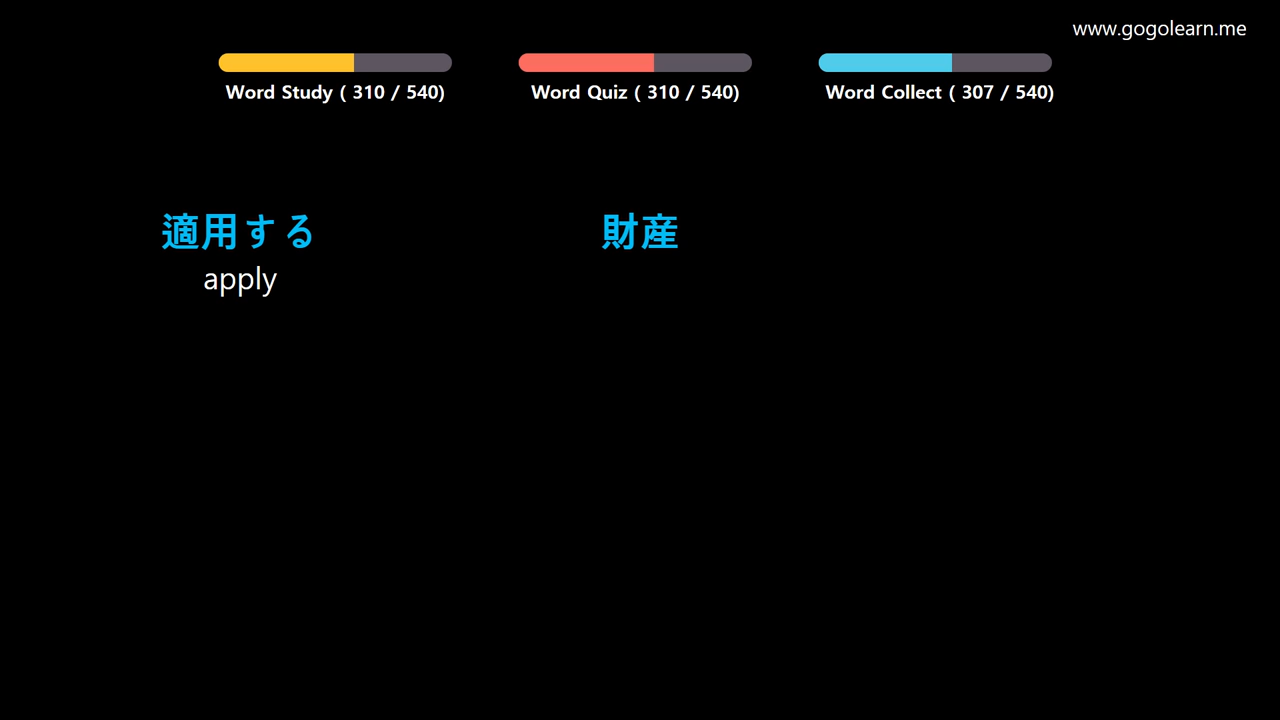 www.gogolearn.me
Word Study ( 310 / 540)
Word Quiz ( 310 / 540)
Word Collect ( 307 / 540)
適用する
apply
財産